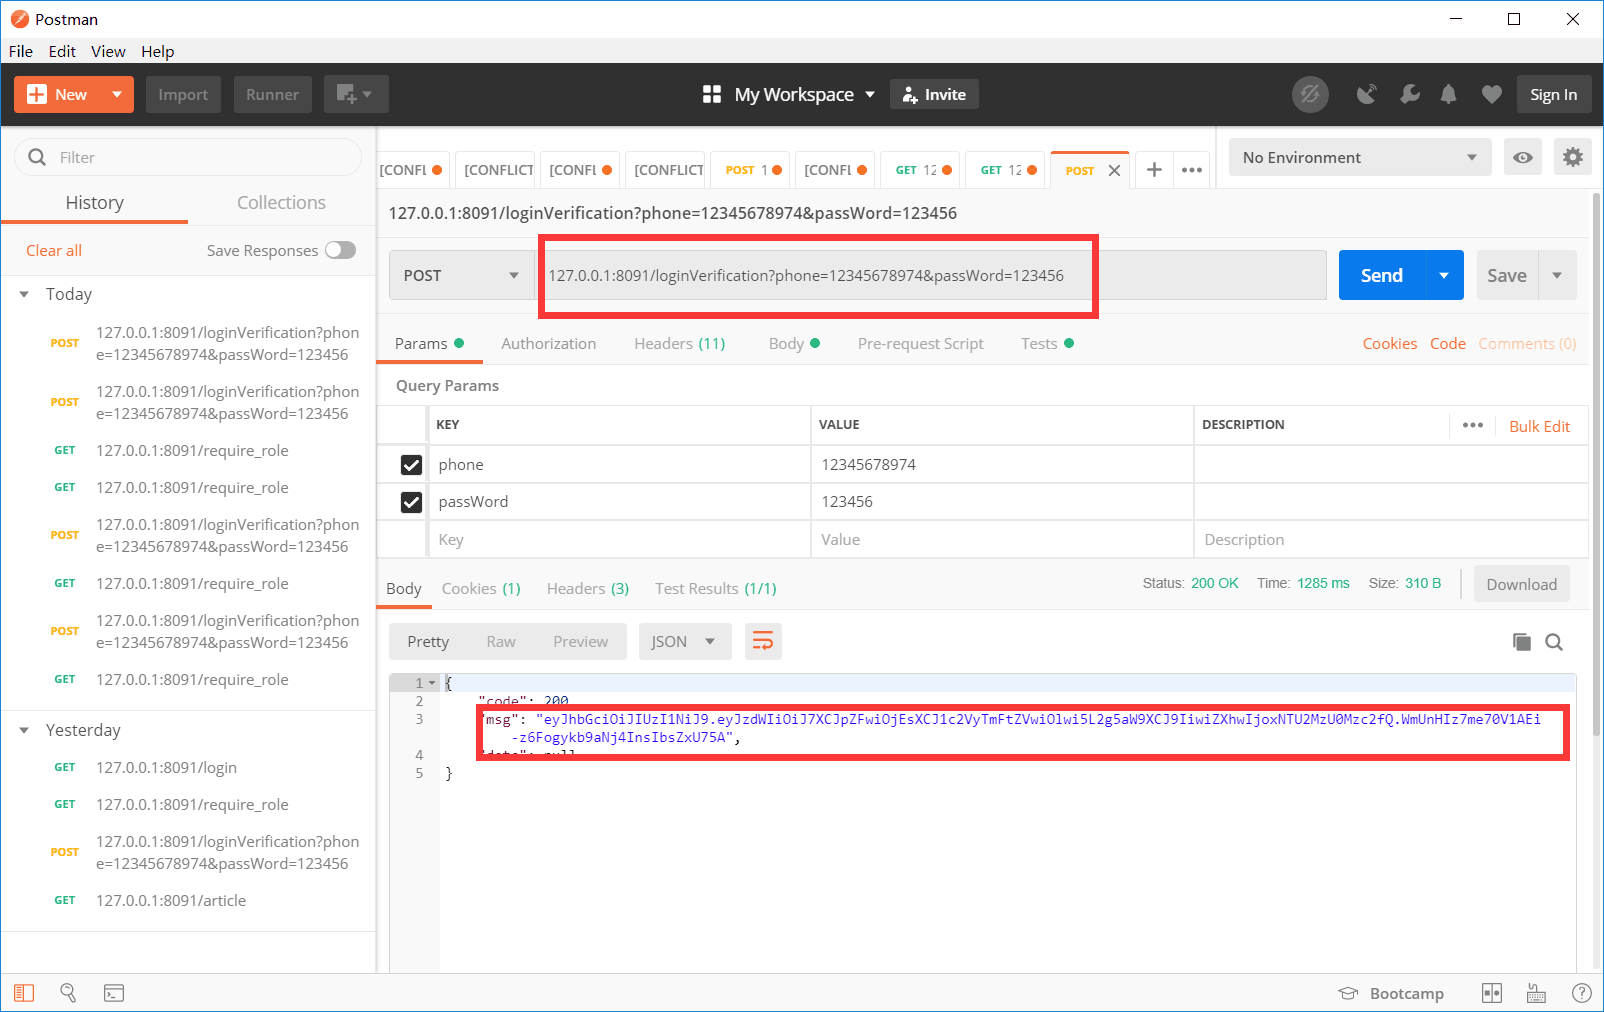 Postman
File Edit View Help
New Import Runner My Workspace Invite Sign In
Filter
History Collections
Clear all Save Responses
Today
POST 127.0.0.1:8091/loginVerification?phon
e=12345678974&passWord=123456
POST 127.0.0.1:8091/loginVerification?phon
e=12345678974&passWord=123456
GET 127.0.0.1:8091/require_role
GET 127.0.0.1:8091/require_role
POST 127.0.0.1:8091/loginVerification?phon
e=12345678974&passWord=123456
GET 127.0.0.1:8091/require_role
POST 127.0.0.1:8091/loginVerification?phon
e=12345678974&passWord=123456
GET 127.0.0.1:8091/require_role
Yesterday
GET 127.0.0.1:8091/login
GET 127.0.0.1:8091/require_role
POST 127.0.0.1:8091/loginVerification?phon
e=12345678974&passWord=123456
GET 127.0.0.1:8091/article
[CONFL [CONFLICT [CONFL [CONFLICT POST 1 [CONFL GET 12 GET 12 POST
No Environment
127.0.0.1:8091/loginVerification?phone=12345678974&passWord=123456
POST 127.0.0.1:8091/loginVerification?phone=12345678974&passWord=123456 Send Save
Params Authorization Headers (11) Body Pre-request Script Tests Cookies Code Comments (0)
Query Params
KEY VALUE DESCRIPTION Bulk Edit
phone 12345678974
passWord 123456
Key Value Description
Body Cookies (1) Headers (3) Test Results (1/1) Status: 200 OK Time: 1285 ms Size: 310 B Download
Pretty Raw Preview JSON
1 {
2 "code": 200
3 "msg": "eyJhbGciOiJIUzI1NiJ9.eyJzdWIiOiJ7XCJpZFwiOjEsXCJ1c2VyTmFtZVwiOlwi5L2g5aW9XCJ9IiwiZXhwIjoxNTU2MzU0Mzc2fQ.WmUnHIz7me70V1AEi
-z6Fogykb9aNj4InsIbsZxU75A",
4 "data": null
5 }
Bootcamp